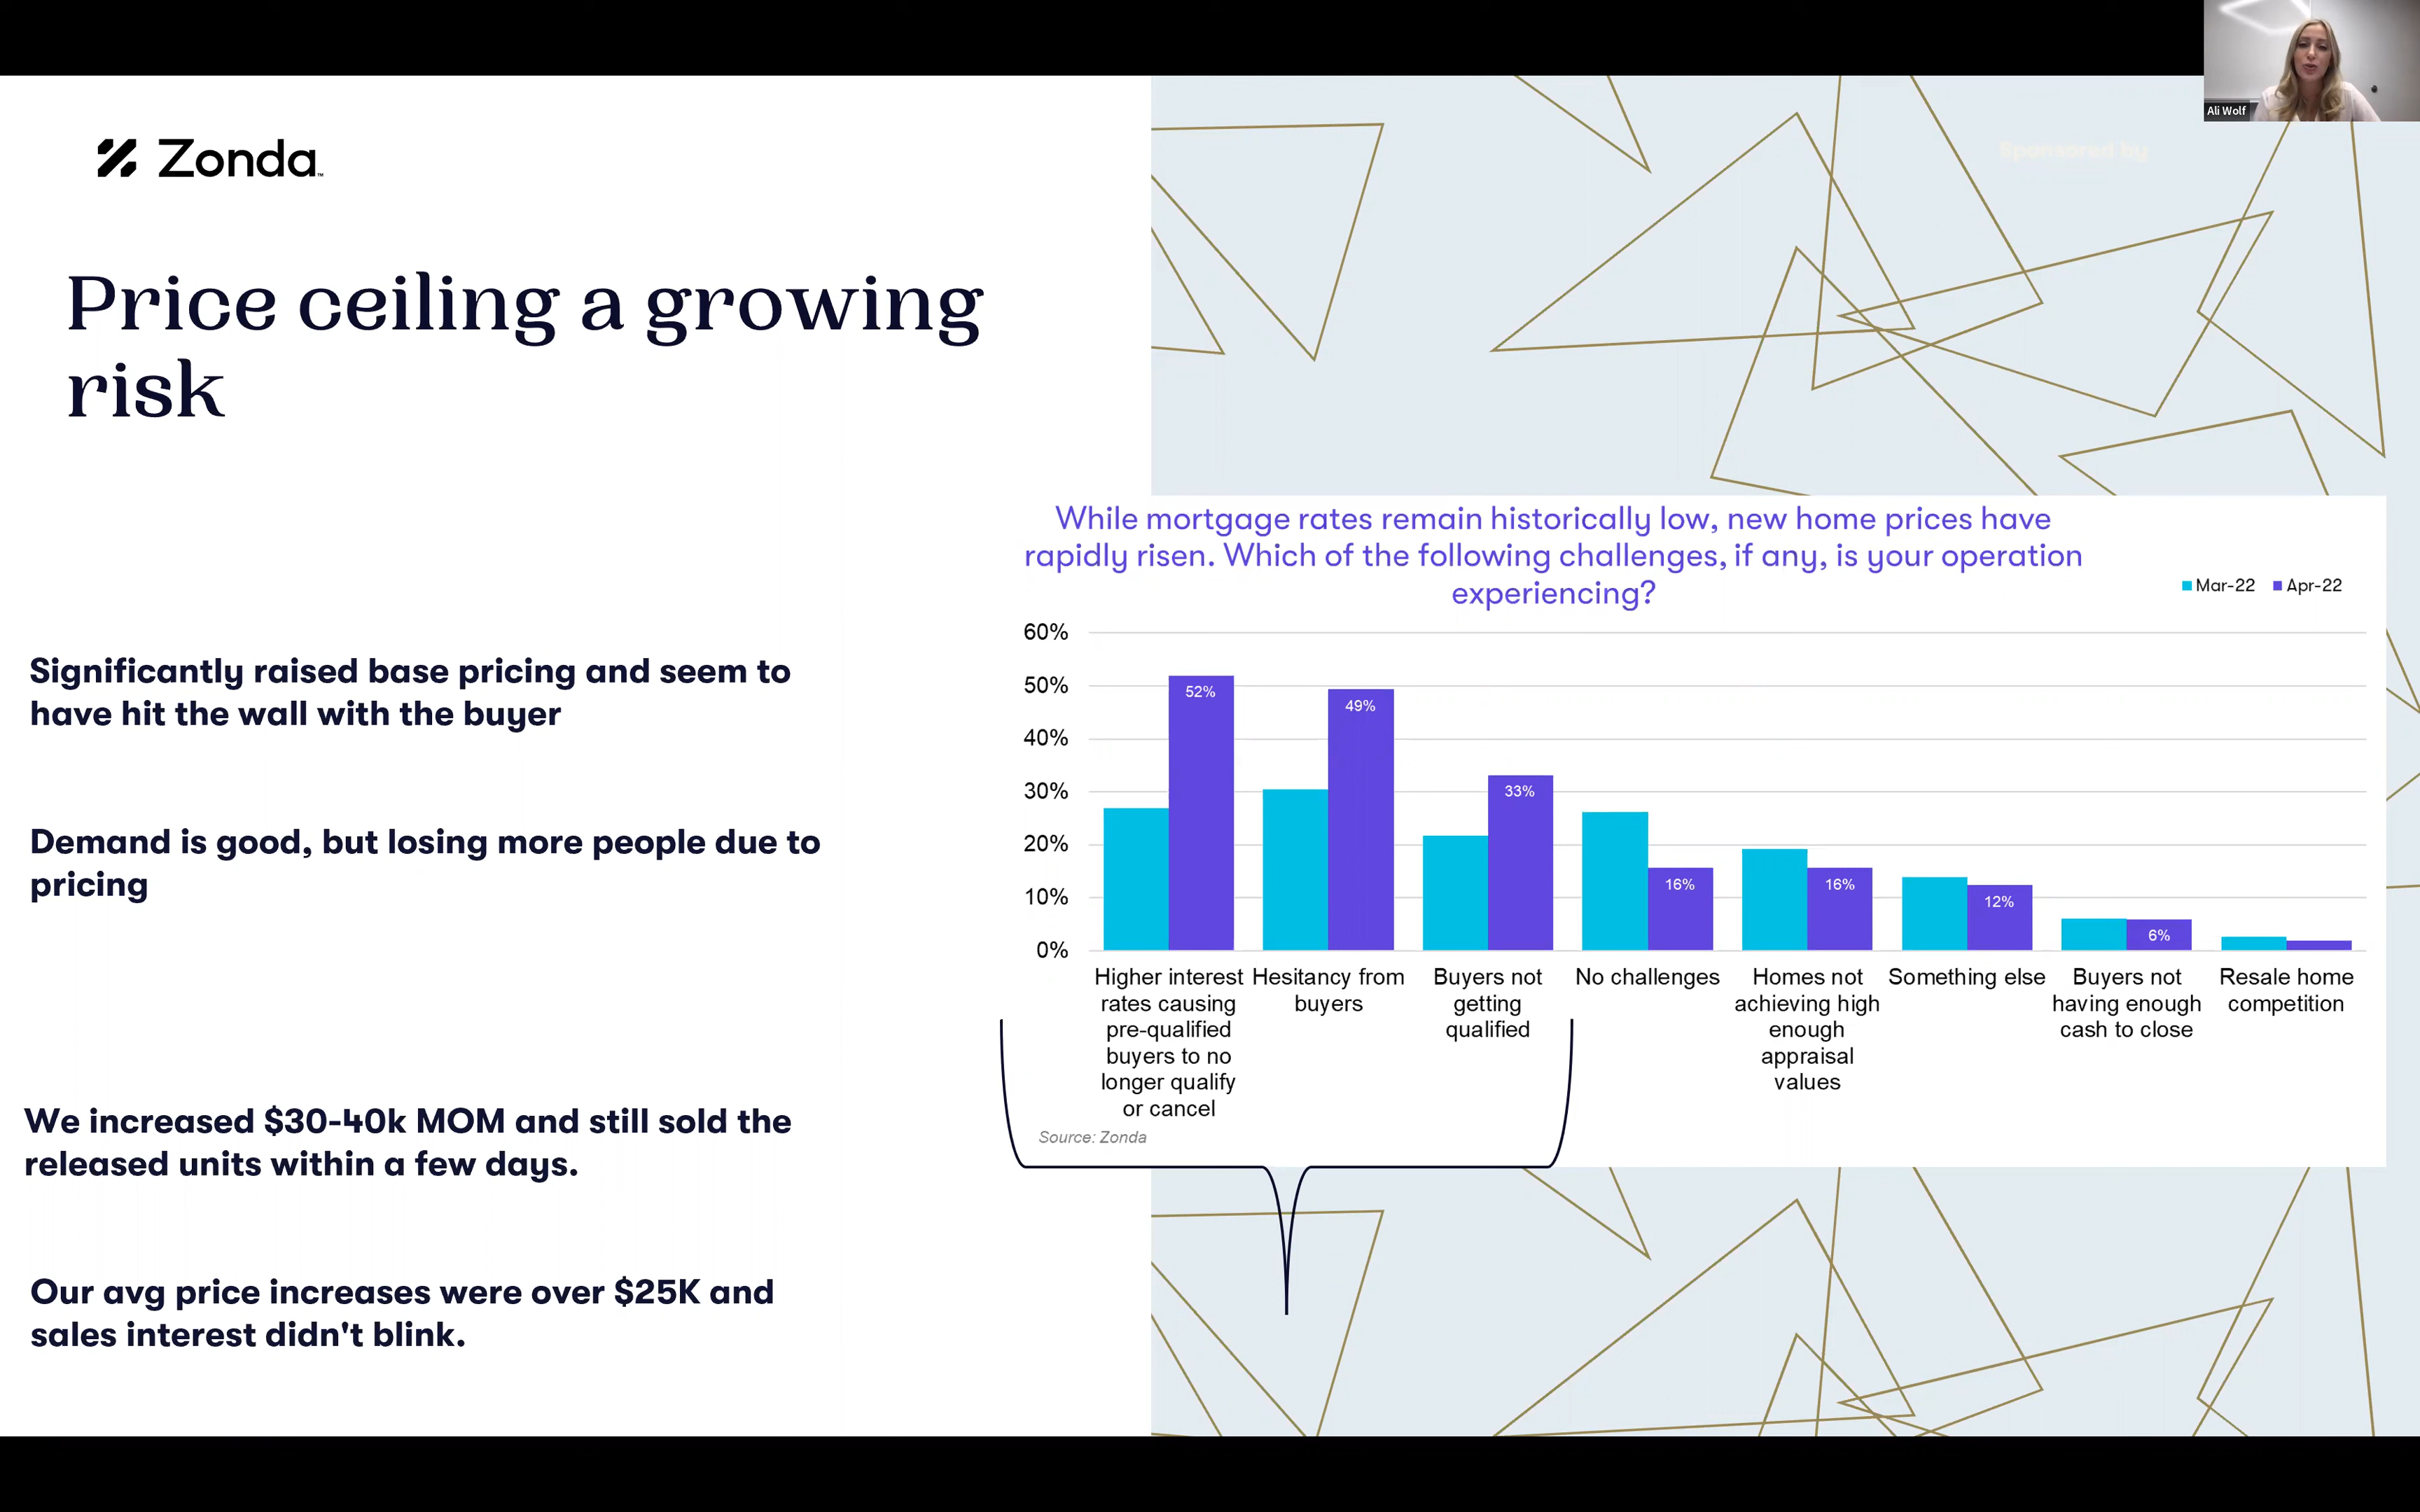 Ali Wolf
Sponsored by
Zonda™
Price ceiling a growing
risk
Significantly raised base pricing and seem to
have hit the wall with the buyer
Demand is good, but losing more people due to
pricing
We increased $30-40k MOM and still sold the
released units within a few days.
Our avg price increases were over $25K and
sales interest didn't blink.
While mortgage rates remain historically low, new home prices have
rapidly risen. Which of the following challenges, if any, is your operation
experiencing?
Mar-22 Apr-22
60%
50%
40%
30%
20%
10%
0%
52%
49%
33%
16%
16%
12%
6%
Higher interest
rates causing
pre-qualified
buyers to no
longer qualify
or cancel
Hesitancy from
buyers
Buyers not
getting
qualified
No challenges
Homes not
achieving high
enough
appraisal
values
Something else
Buyers not
having enough
cash to close
Resale home
competition
Source: Zonda